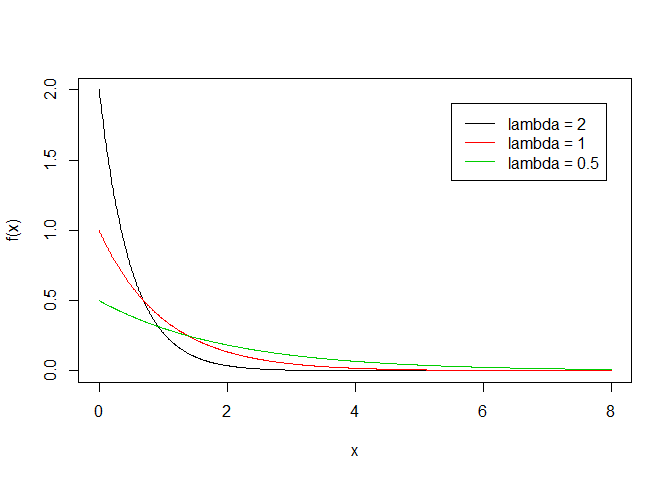 2.0
1.5
1.0
0.5
0.0
f(x)
lambda = 2
lambda = 1
lambda = 0.5
0 2 4 6 8
x